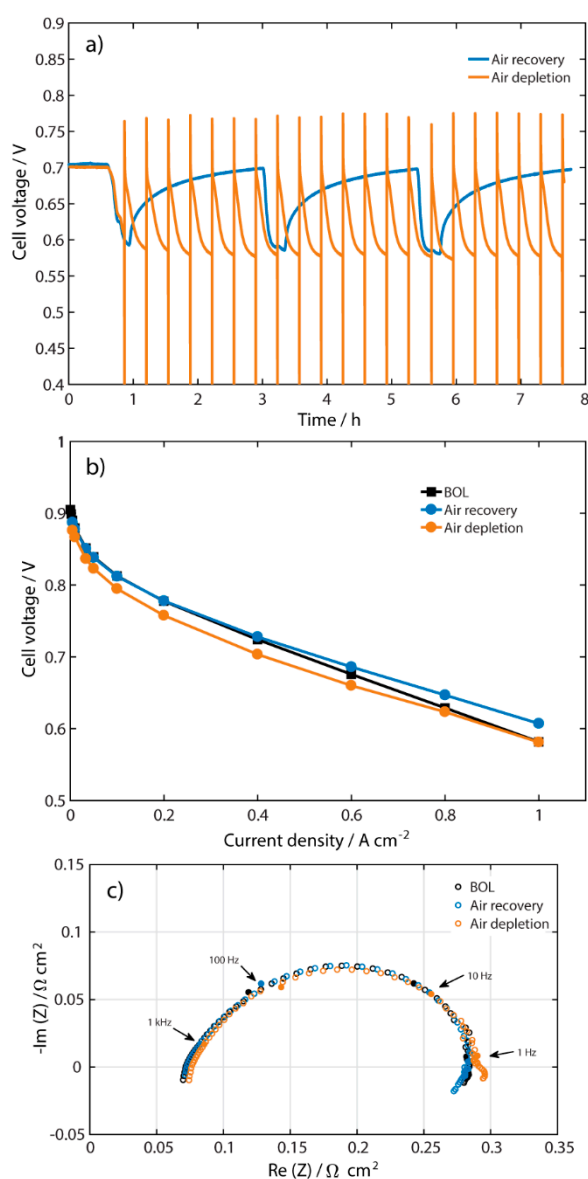 a)
Air recovery
Air depletion
0.9
0.8
0.75
0.7
0.65
0.6
0.55
0.5
0.4
Cell voltage / V
0 1 2 3 4 5 6 7 8
Time / h
b)
BOL
Air recovery
Air depletion
1
0.9
0.8
0.7
0.6
0.5
Cell voltage / V
0 0.2 0.4 0.6 0.8 1
Current density / A cm-2
c)
BOL
Air recovery
Air depletion
0.15
0.1
0.05
0
-0.05
-Im (Z) / Ω cm2
100 Hz
10 Hz
1 kHz
1 Hz
0 0.05 0.1 0.15 0.2 0.25 0.3 0.35
Re (Z) / Ω cm2